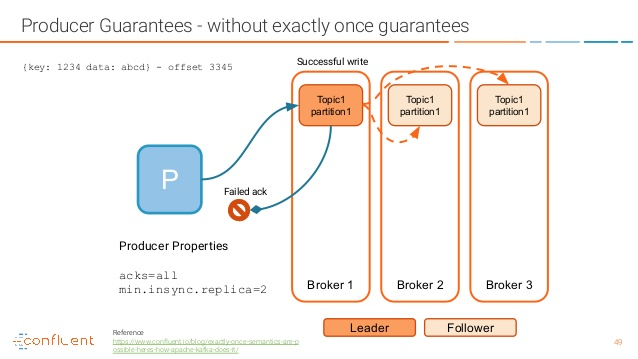 Producer Guarantees - without exactly once guarantees
{key: 1234 data: abcd} - offset 3345
Successful write
Topic1
partition1
Topic1
partition1
Topic1
partition1
P
Failed ack
Producer Properties
acks=all
min.insync.replica=2
Broker 1
Broker 2
Broker 3
Leader
Follower
confluent
Reference
https://www.confluent.io/blog/exactly-once-semantics-are-p
ossible-heres-how-apache-kafka-does-it/
49